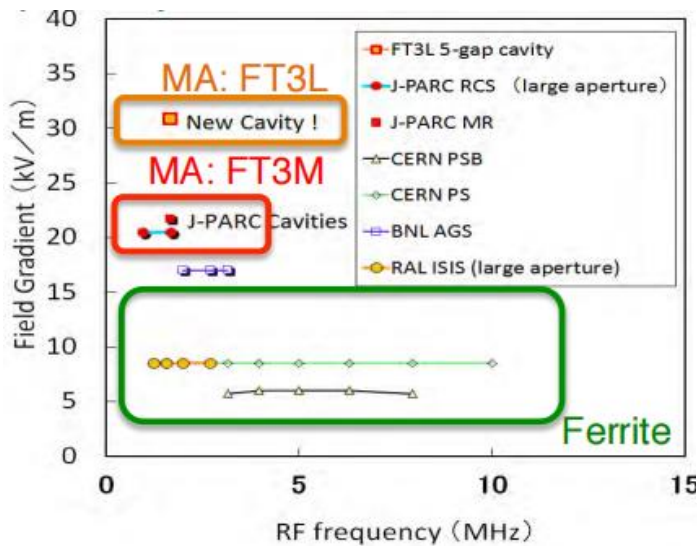 40
35
30
25
20
15
10
5
0
Field Gradient (kV/m)
MA: FT3L
New Cavity !
MA: FT3M
J-PARC Cavities
Ferrite
FT3L 5-gap cavity
J-PARC RCS （large aperture）
J-PARC MR
CERN PSB
CERN PS
BNL AGS
RAL ISIS (large aperture)
0 5 10 15
RF frequency (MHz)